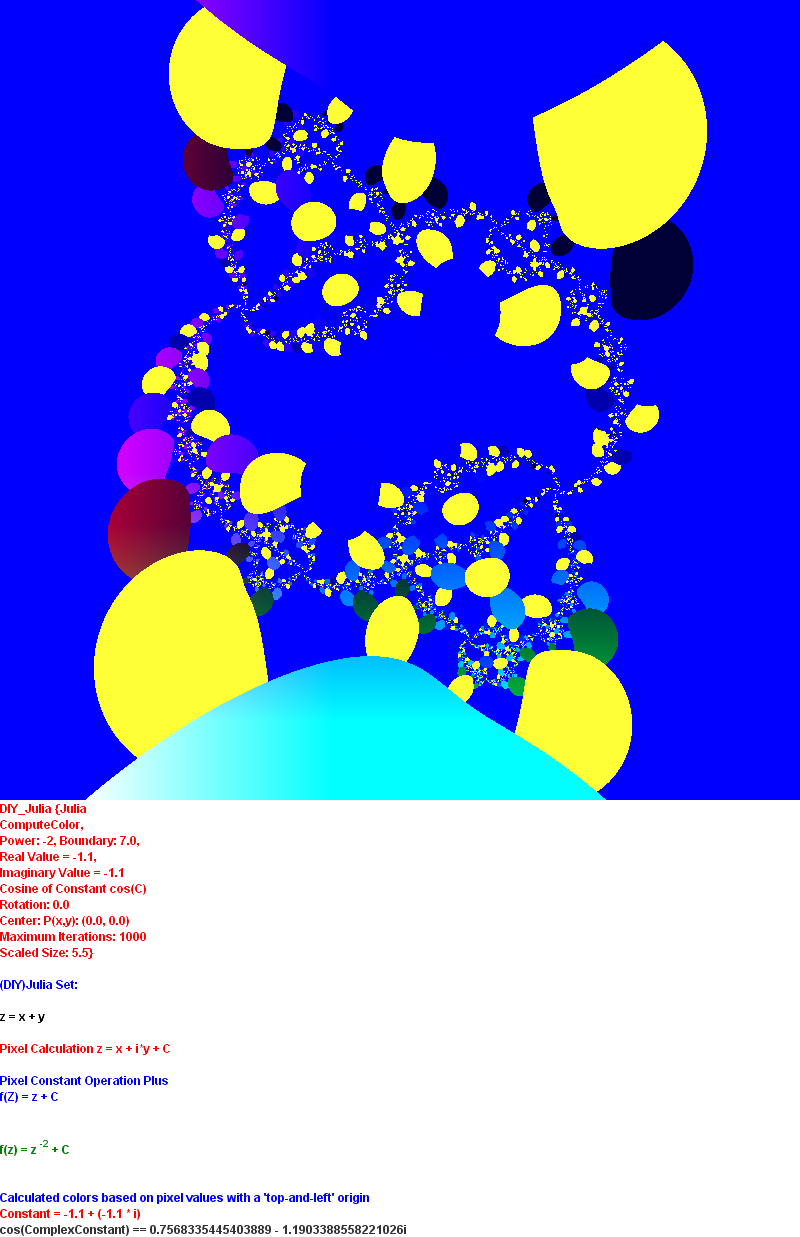 DIY_Julia {Julia
ComputeColor,
Power: -2, Boundary: 7.0,
Real Value = -1.1,
Imaginary Value = -1.1
Cosine of Constant cos(C)
Rotation: 0.0
Center: P(x,y): (0.0, 0.0)
Maximum Iterations: 1000
Scaled Size: 5.5}
(DIY)Julia Set:
z = x + y
Pixel Calculation z = x + i*y + C
Pixel Constant Operation Plus
f(Z) = z + C
f(z) = z -2 + C
Calculated colors based on pixel values with a 'top-and-left' origin
Constant = -1.1 + (-1.1 * i)
cos(ComplexConstant) == 0.7568335445403889 - 1.1903388558221026i